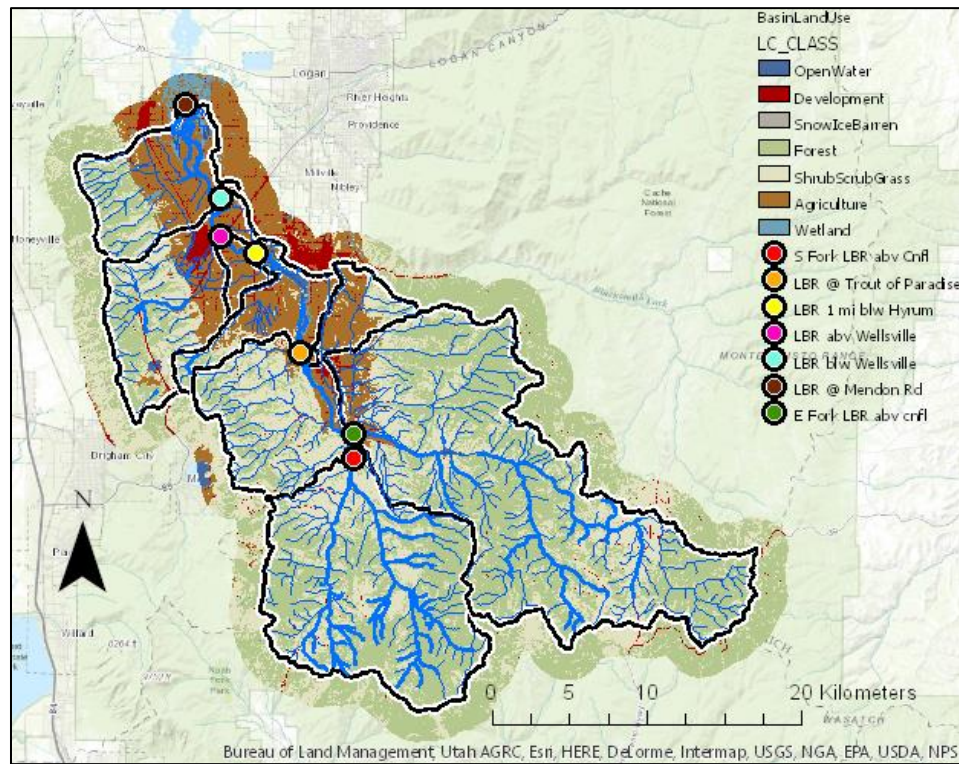 BasinLandUse
LC_CLASS
OpenWater
Development
SnowIceBarren
Forest
ShrubScrubGrass
Agriculture
Wetland
S Fork LBR abv Cnfl
LBR @ Trout of Paradise
LBR 1 mi blw Hyrum
LBR abv Wellsville
LBR blw Wellsville
LBR @ Mendon Rd
E Fork LBR abv cnfl
LOGAN CANYON
Logan
River Heights
Providence
Millville
Nibley
Honeyville
Cache
National
Forest
Blacksmith Fork
Brigham City
N
Willard
0 5 10 20 Kilometers
WASATCH
Bureau of Land Management, Utah AGRC, Esri, HERE, DeLorme, Intermap, USGS, NGA, EPA, USDA, NPS